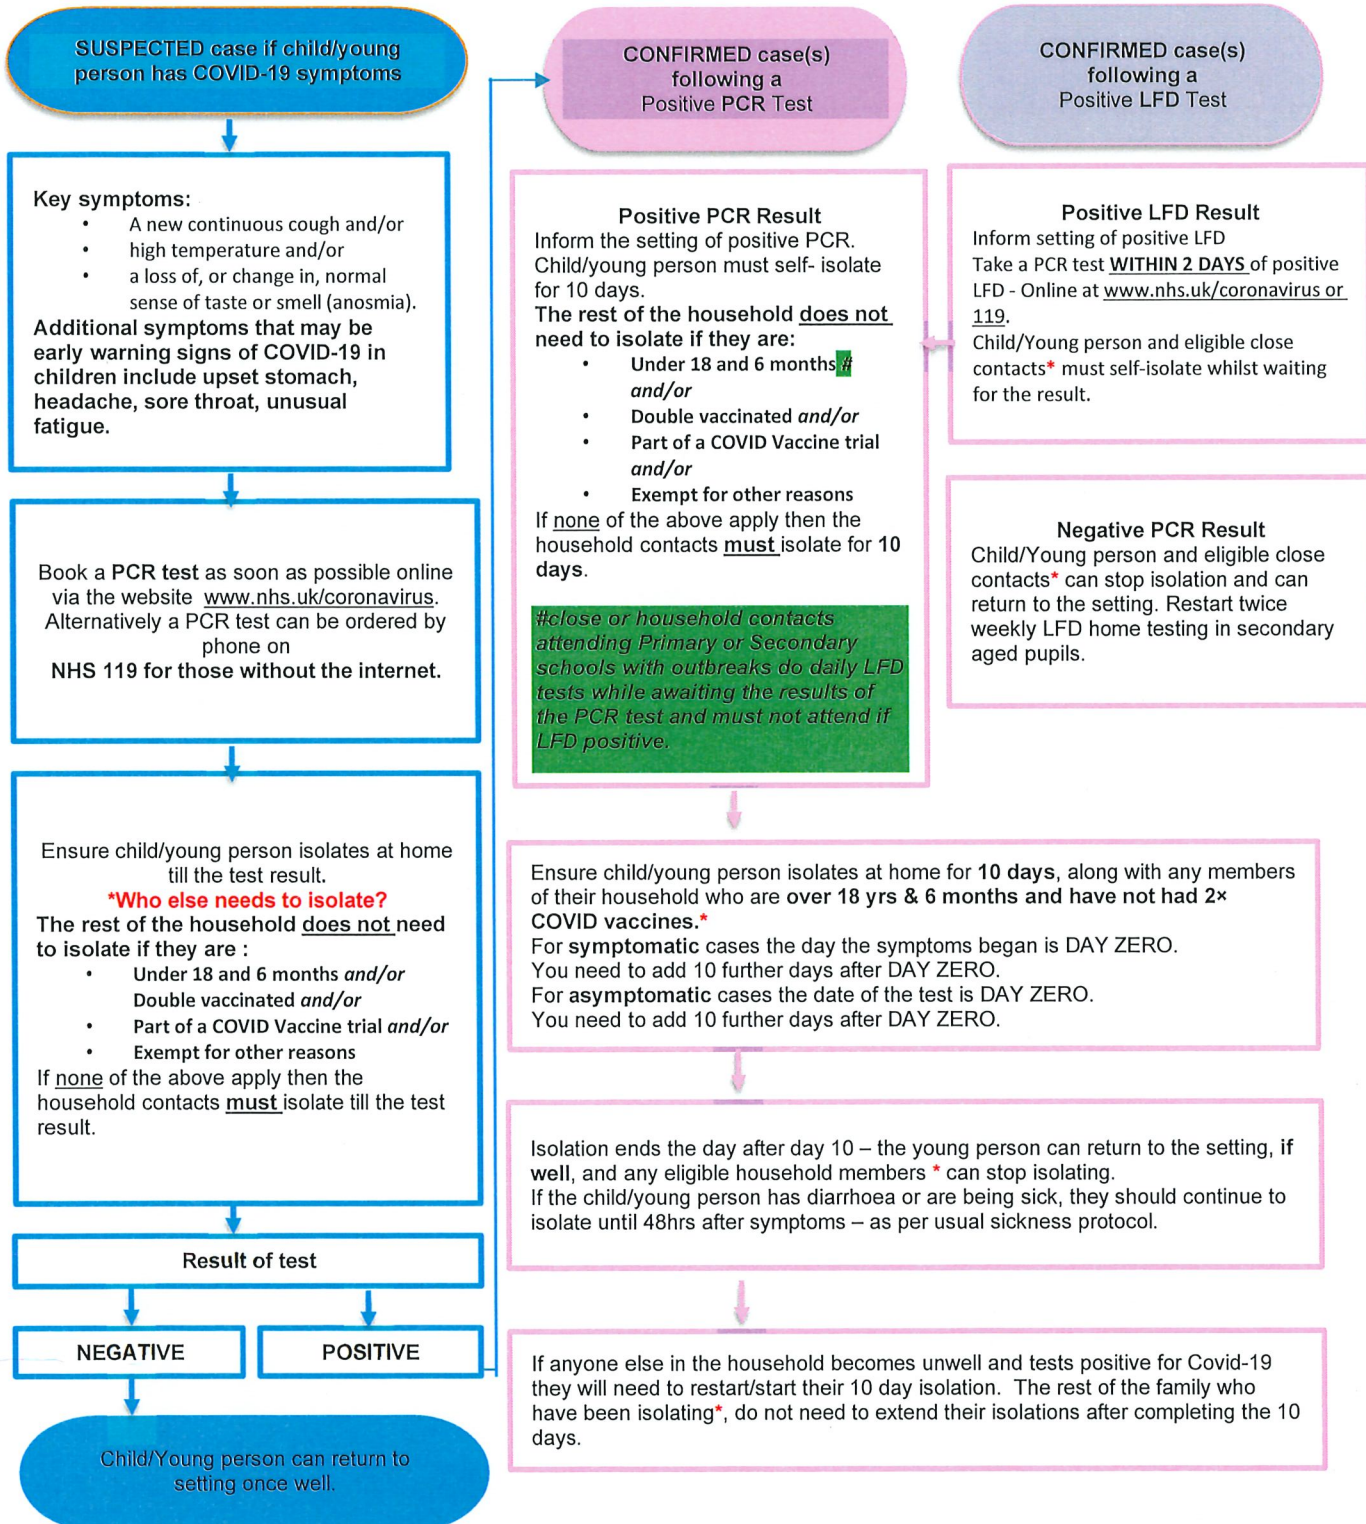 SUSPECTED case if child/young
person has COVID-19 symptoms
Key symptoms:
• A new continuous cough and/or
• high temperature and/or
• a loss of, or change in, normal
sense of taste or smell (anosmia).
Additional symptoms that may be
early warning signs of COVID-19 in
children include upset stomach,
headache, sore throat, unusual
fatigue.
Book a PCR test as soon as possible online
via the website www.nhs.uk/coronavirus.
Alternatively a PCR test can be ordered by
phone on
NHS 119 for those without the internet.
Ensure child/young person isolates at home
till the test result.
*Who else needs to isolate?
The rest of the household does not need
to isolate if they are :
• Under 18 and 6 months and/or
Double vaccinated and/or
• Part of a COVID Vaccine trial and/or
• Exempt for other reasons
If none of the above apply then the
household contacts must isolate till the test
result.
Result of test
NEGATIVE
POSITIVE
Child/Young person can return to
setting once well.
CONFIRMED case(s)
following a
Positive PCR Test
Positive PCR Result
Inform the setting of positive PCR.
Child/young person must self- isolate
for 10 days.
The rest of the household does not
need to isolate if they are:
• Under 18 and 6 months #
and/or
• Double vaccinated and/or
• Part of a COVID Vaccine trial
and/or
• Exempt for other reasons
If none of the above apply then the
household contacts must isolate for 10
days.
#close or household contacts
attending Primary or Secondary
schools with outbreaks do daily LFD
tests while awaiting the results of
the PCR test and must not attend if
LFD positive.
CONFIRMED case(s)
following a
Positive LFD Test
Positive LFD Result
Inform setting of positive LFD
Take a PCR test WITHIN 2 DAYS of positive
LFD - Online at www.nhs.uk/coronavirus or
119.
Child/Young person and eligible close
contacts* must self-isolate whilst waiting
for the result.
Negative PCR Result
Child/Young person and eligible close
contacts* can stop isolation and can
return to the setting. Restart twice
weekly LFD home testing in secondary
aged pupils.
Ensure child/young person isolates at home for 10 days, along with any members
of their household who are over 18 yrs & 6 months and have not had 2×
COVID vaccines.*
For symptomatic cases the day the symptoms began is DAY ZERO.
You need to add 10 further days after DAY ZERO.
For asymptomatic cases the date of the test is DAY ZERO.
You need to add 10 further days after DAY ZERO.
Isolation ends the day after day 10 – the young person can return to the setting, if
well, and any eligible household members * can stop isolating.
If the child/young person has diarrhoea or are being sick, they should continue to
isolate until 48hrs after symptoms – as per usual sickness protocol.
If anyone else in the household becomes unwell and tests positive for Covid-19
they will need to restart/start their 10 day isolation. The rest of the family who
have been isolating*, do not need to extend their isolations after completing the 10
days.